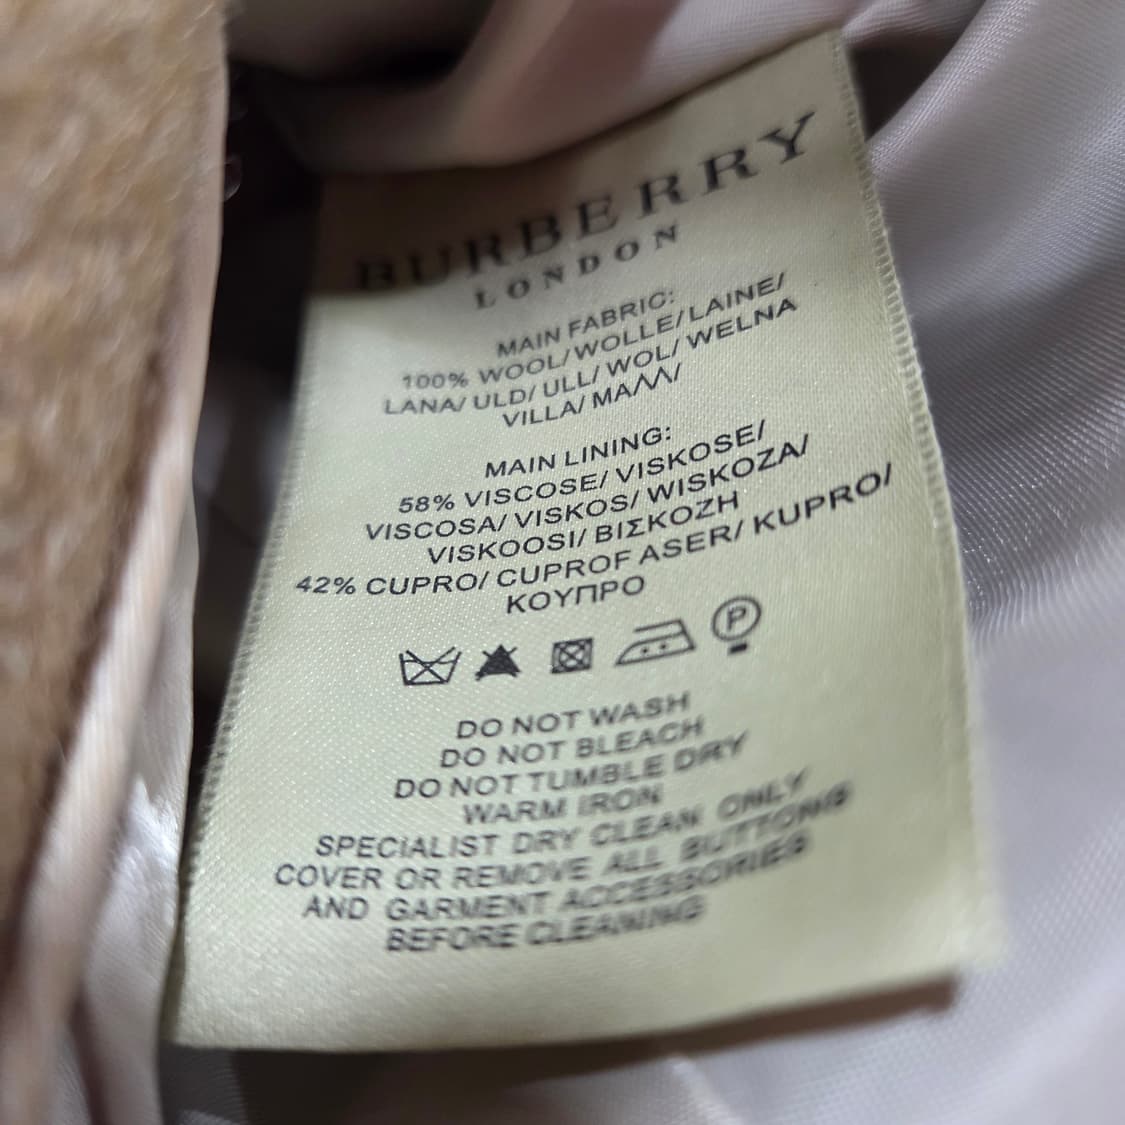 BURBERRY
LONDON
MAIN FABRIC:
100% WOOL/WOLLE/LAINE/
LANA/ ULD/ ULL/ WOL/ WELNA
VILLA/ ΜΑΛΛΙ/
MAIN LINING:
58% VISCOSE/ VISKOSE/
VISCOSA/ VISKOS/ WISKOZA/
VISKOOSI/ ΒΙΣΚΟΖΗ
42% CUPRO/ CUPROF ASER/ KUPRO/
ΚΟΥΠΡΟ
P
DO NOT WASH
DO NOT BLEACH
DO NOT TUMBLE DRY
WARM IRON
SPECIALIST DRY CLEAN ONLY
COVER OR REMOVE ALL BUTTONS
AND GARMENT ACCESSORIES
BEFORE CLEANING